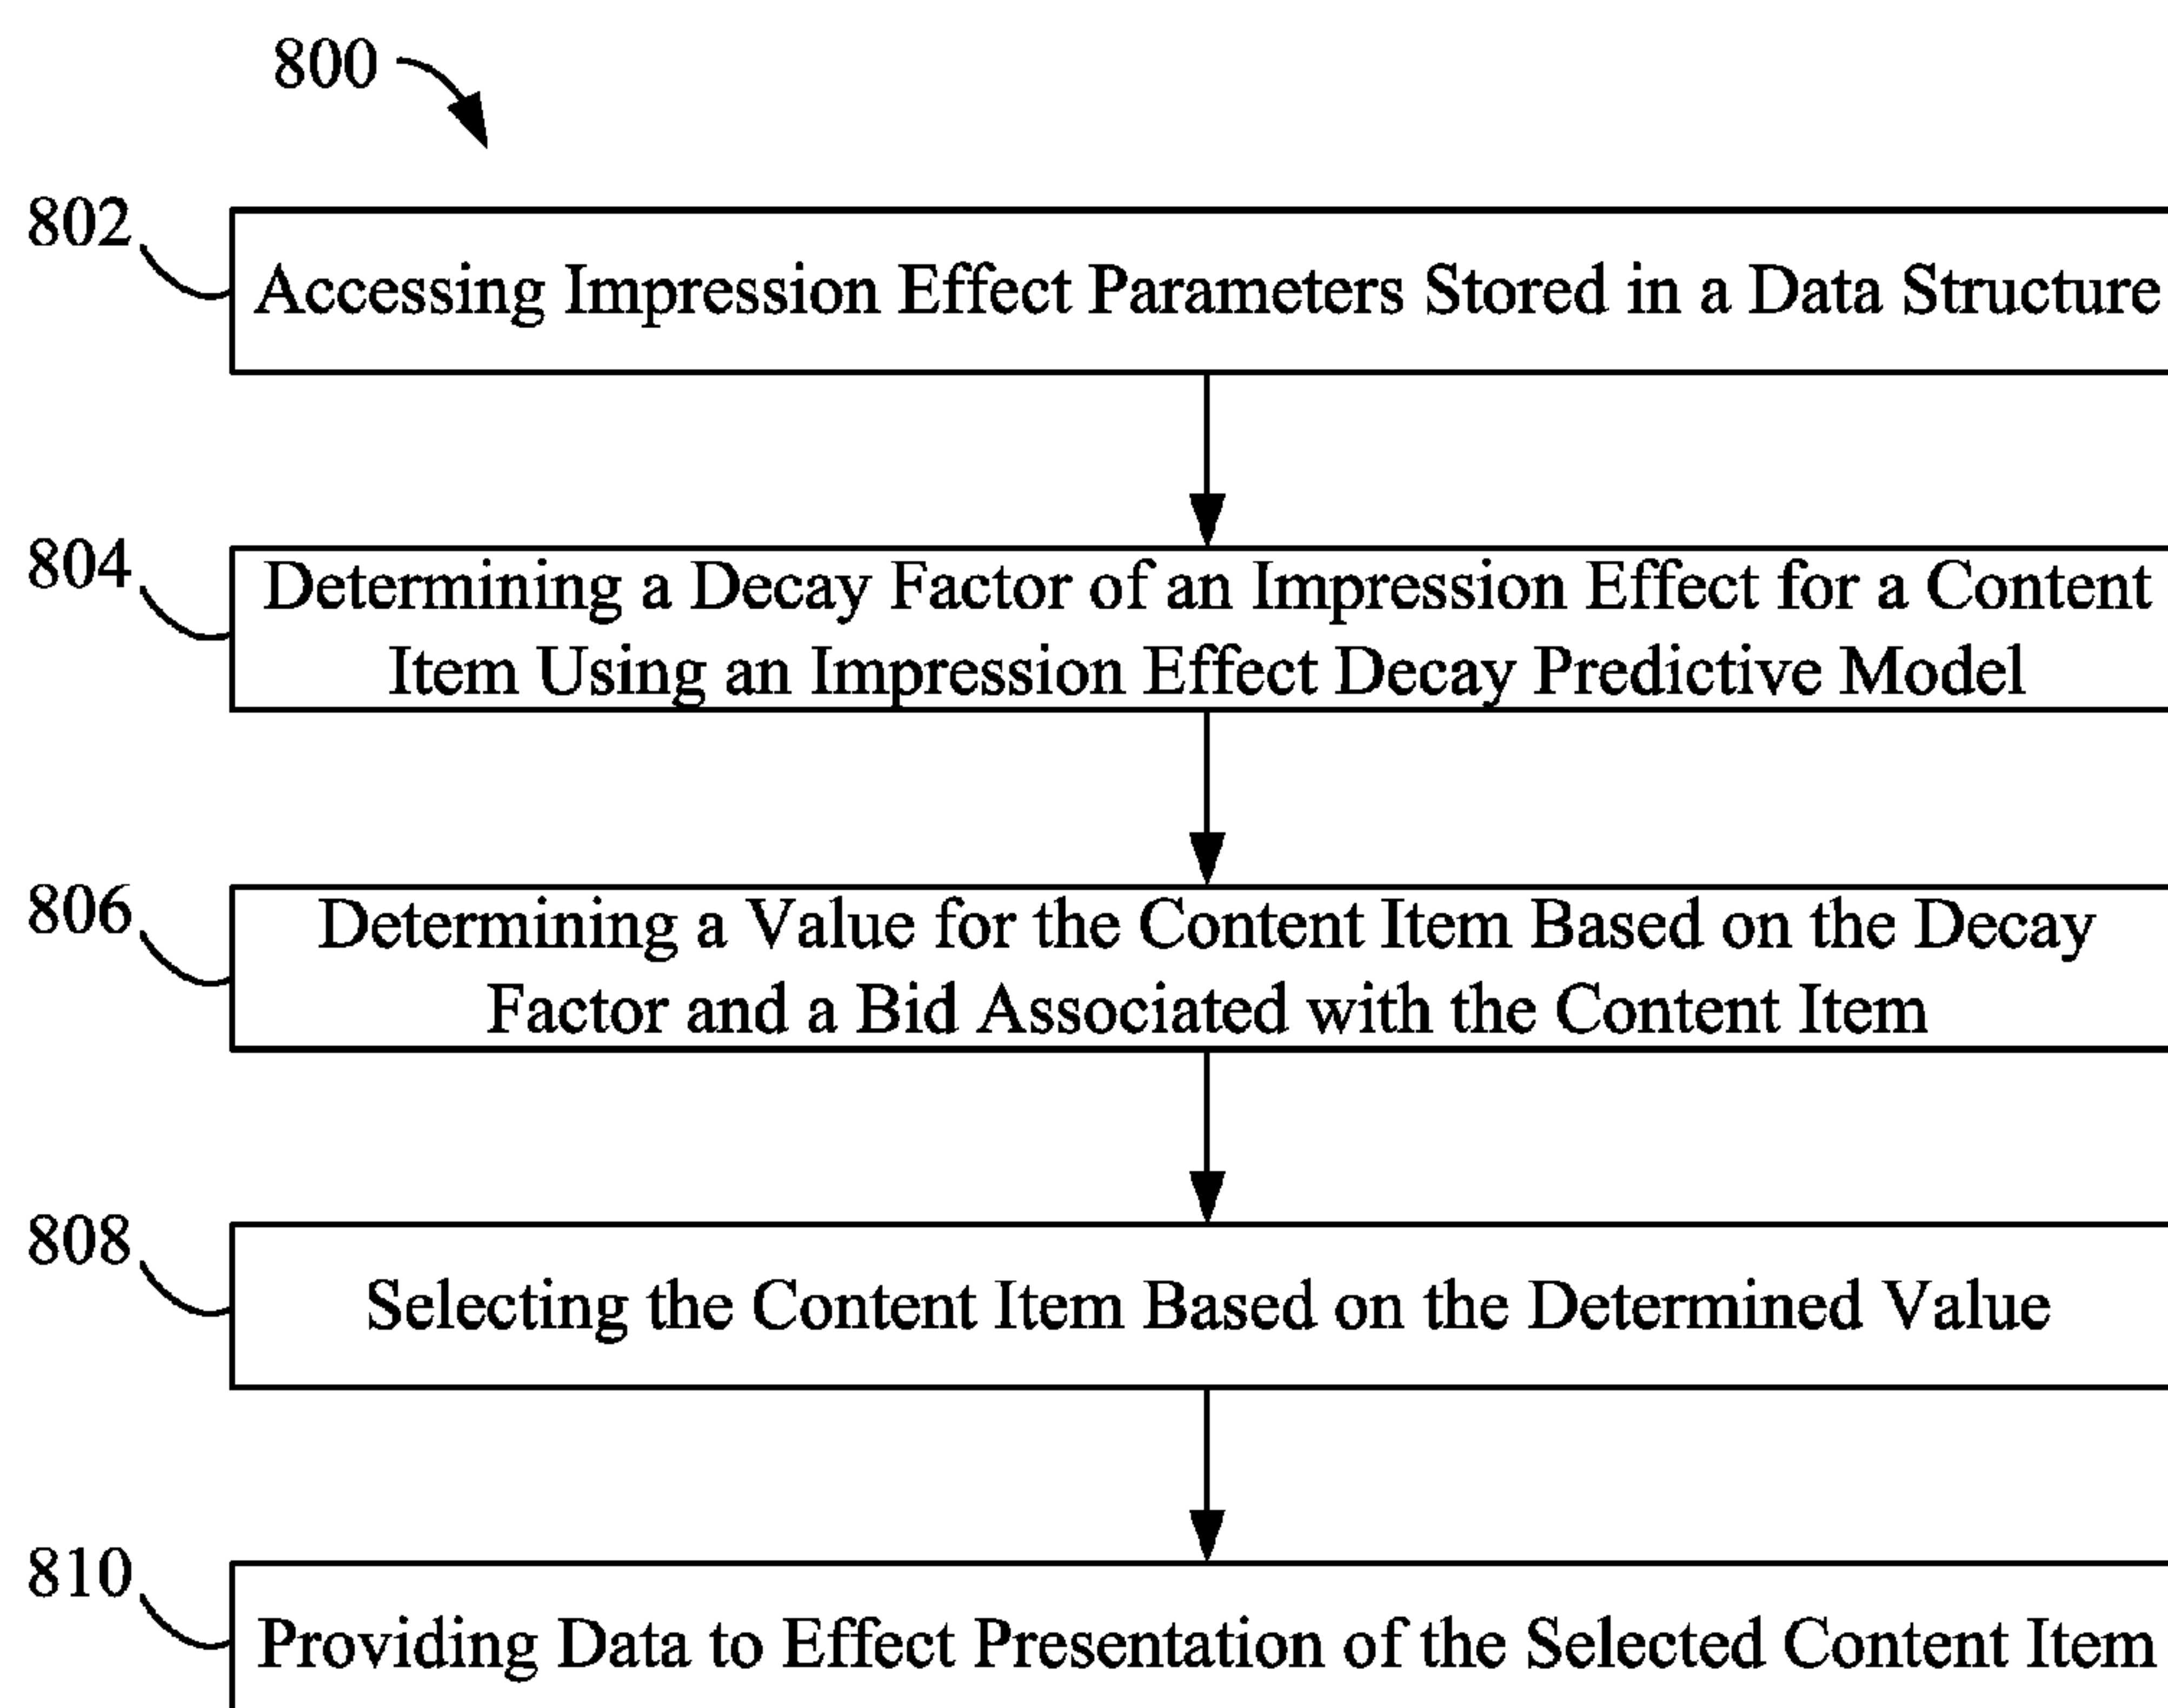 800
802
Accessing Impression Effect Parameters Stored in a Data Structure
804
Determining a Decay Factor of an Impression Effect for a Content
Item Using an Impression Effect Decay Predictive Model
806
Determining a Value for the Content Item Based on the Decay
Factor and a Bid Associated with the Content Item
808
Selecting the Content Item Based on the Determined Value
810
Providing Data to Effect Presentation of the Selected Content Item